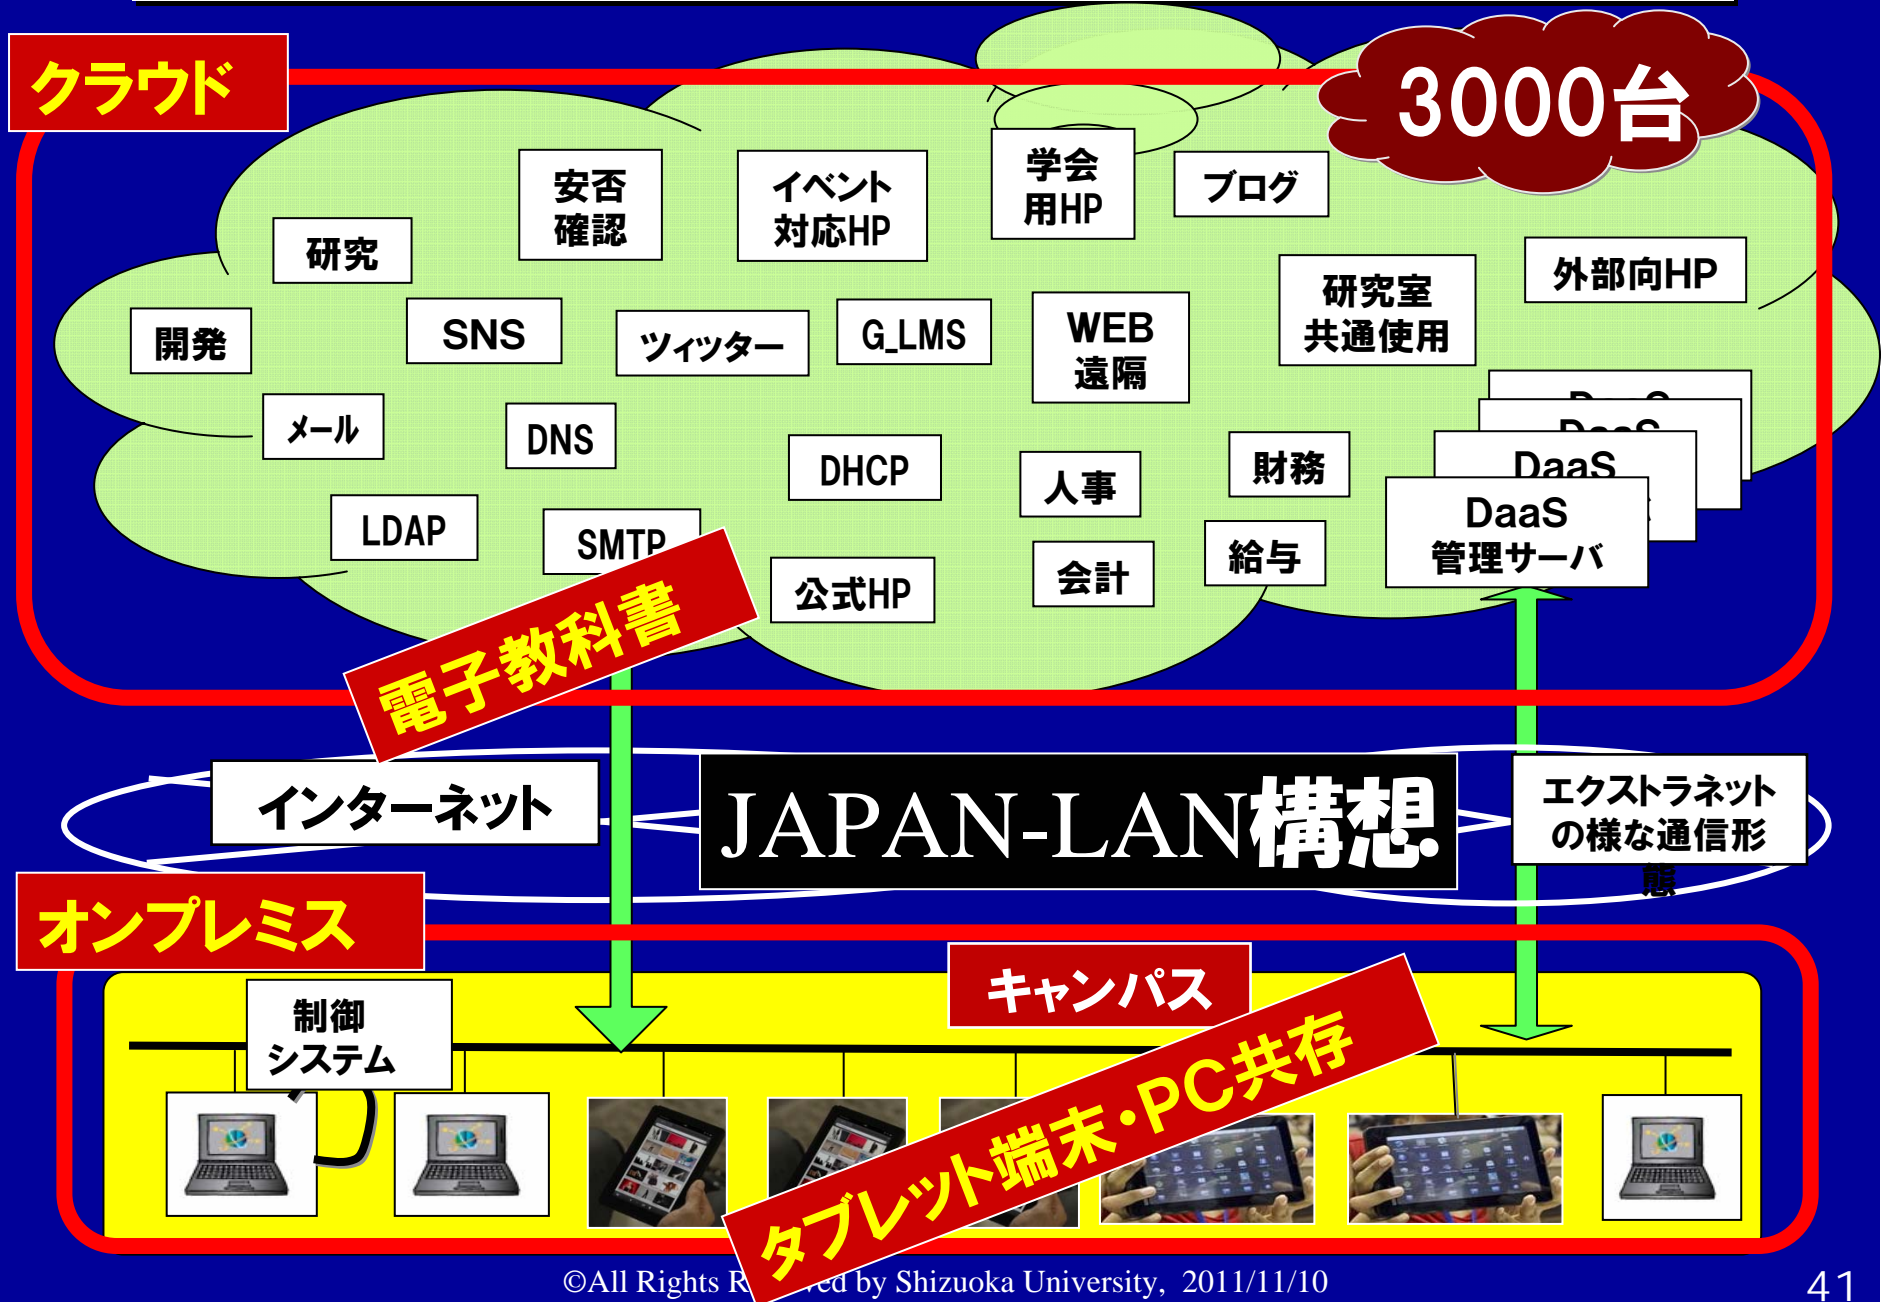 クラウド
3000台
安否
確認
イベント
対応HP
学会
用HP
ブログ
研究
外部向HP
研究室
共通使用
開発
SNS
ツィッター
G_LMS
WEB
遠隔
メール
DNS
DHCP
人事
財務
DaaS
DaaS
DaaS
DaaS
管理サーバ
LDAP
SMTP
公式HP
会計
給与
電子教科書
インターネット
JAPAN-LAN構想
エクストラネット
の様な通信形
態
オンプレミス
キャンパス
制御
システム
タブレット端末・PC共存
©All Rights R ved by Shizuoka University, 2011/11/10
41